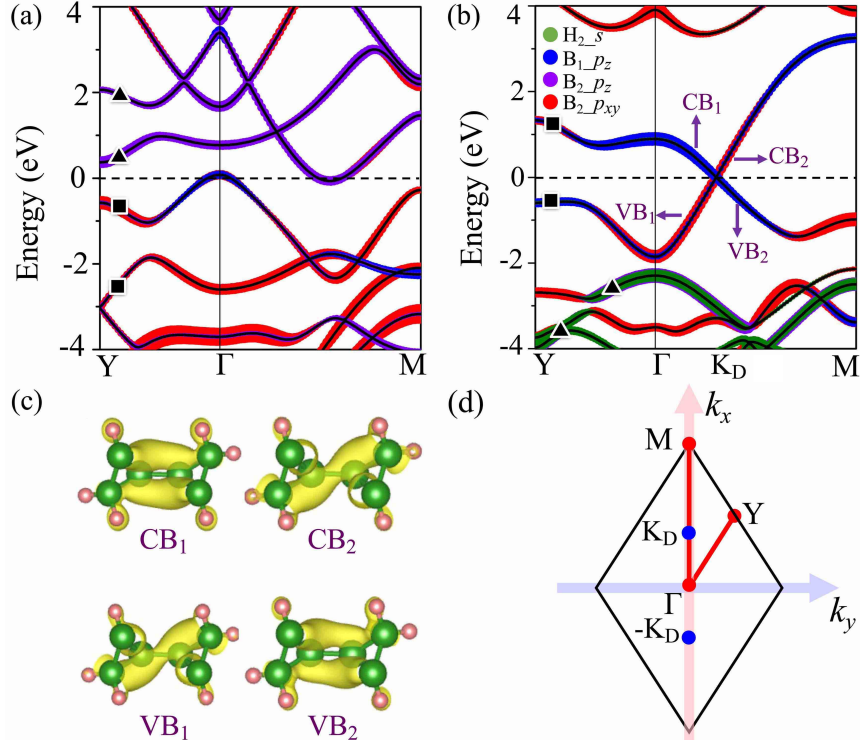 (a)
4
2
0
-2
-4
Energy (eV)
Y
Γ
M
(b)
4
2
0
-2
-4
Energy (eV)
H2_s
B1_pz
B2_pz
B2_pxy
CB1
CB2
VB1
VB2
Y
Γ
KD
M
(c)
CB1
CB2
VB1
VB2
(d)
kx
M
Y
KD
Γ
ky
-KD